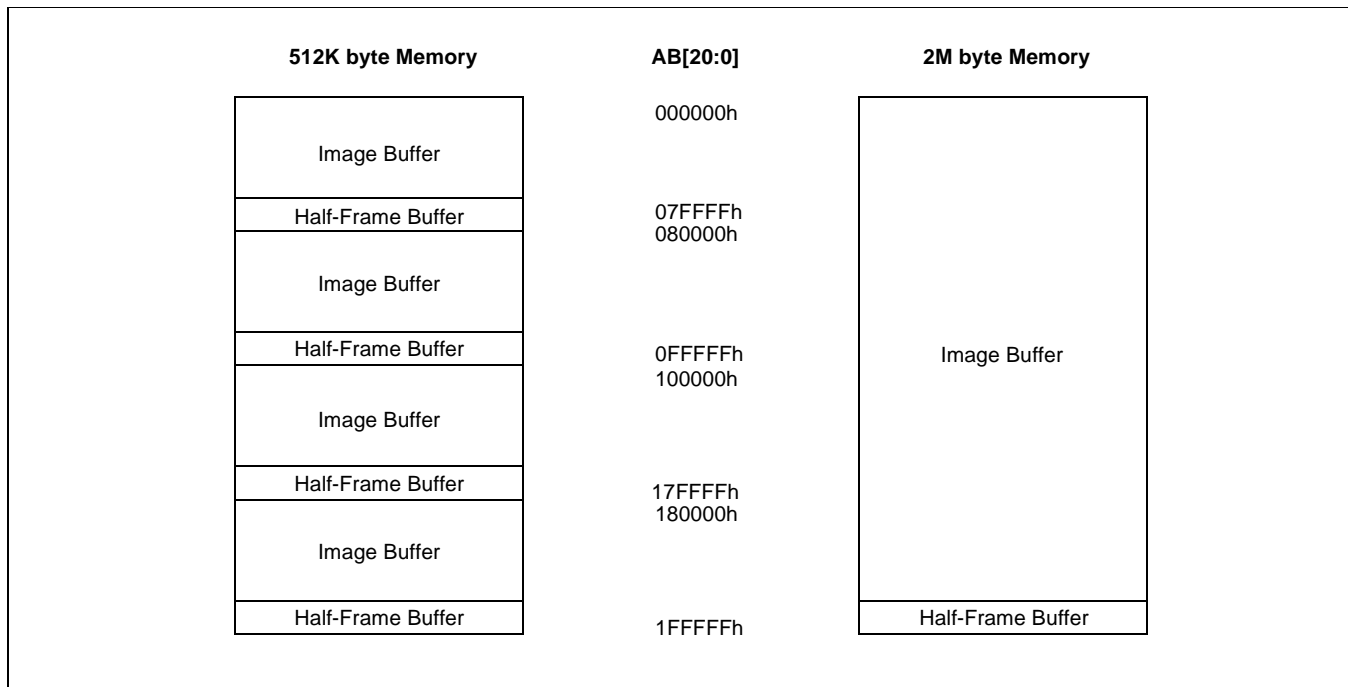 512K byte Memory AB[20:0] 2M byte Memory
000000h
Image Buffer
Half-Frame Buffer 07FFFFh
080000h
Image Buffer
Half-Frame Buffer 0FFFFFh Image Buffer
100000h
Image Buffer
Half-Frame Buffer 17FFFFh
180000h
Image Buffer
Half-Frame Buffer 1FFFFFh Half-Frame Buffer